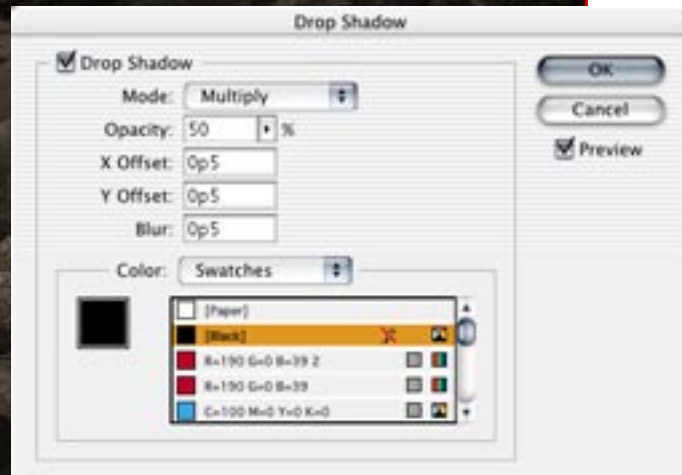 Drop Shadow
Drop Shadow
OK
Mode: Multiply
Cancel
Opacity: 50 %
Preview
X Offset: 0p5
Y Offset: 0p5
Blur: 0p5
Color: Swatches
[Paper]
[Black]
R=190 G=0 B=39 2
R=190 G=0 B=39
C=100 M=0 Y=0 K=0